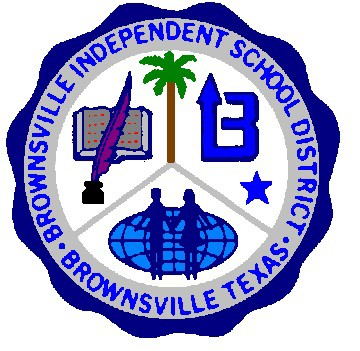 BROWNSVILLE INDEPENDENT SCHOOL DISTRICT
B
• BROWNSVILLE TEXAS •